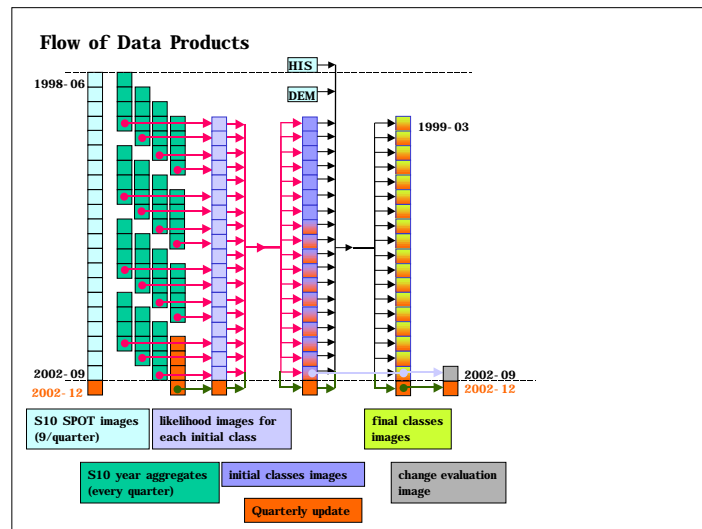 Flow of Data Products
HIS
1998-06
DEM
1999-03
2002-09
2002-09
2002-12
2002-12
S10 SPOT images
(9/quarter)
likelihood images for
each initial class
final classes
images
S10 year aggregates
(every quarter)
initial classes images
change evaluation
image
Quarterly update